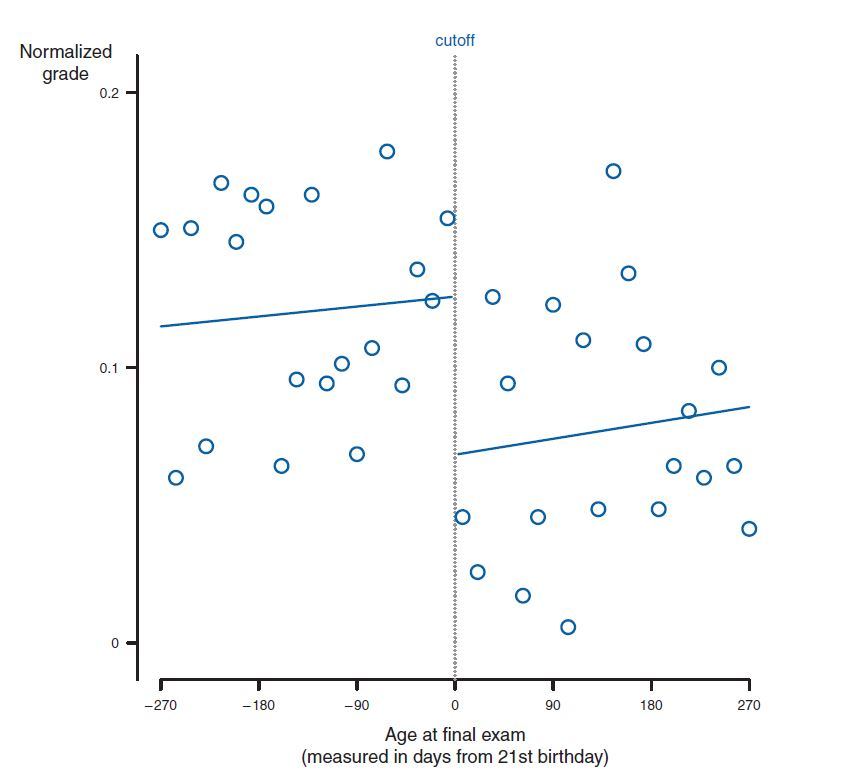 cutoff
Normalized
grade
0.2
0.1
0
−270
−180
−90
0
90
180
270
Age at final exam
(measured in days from 21st birthday)